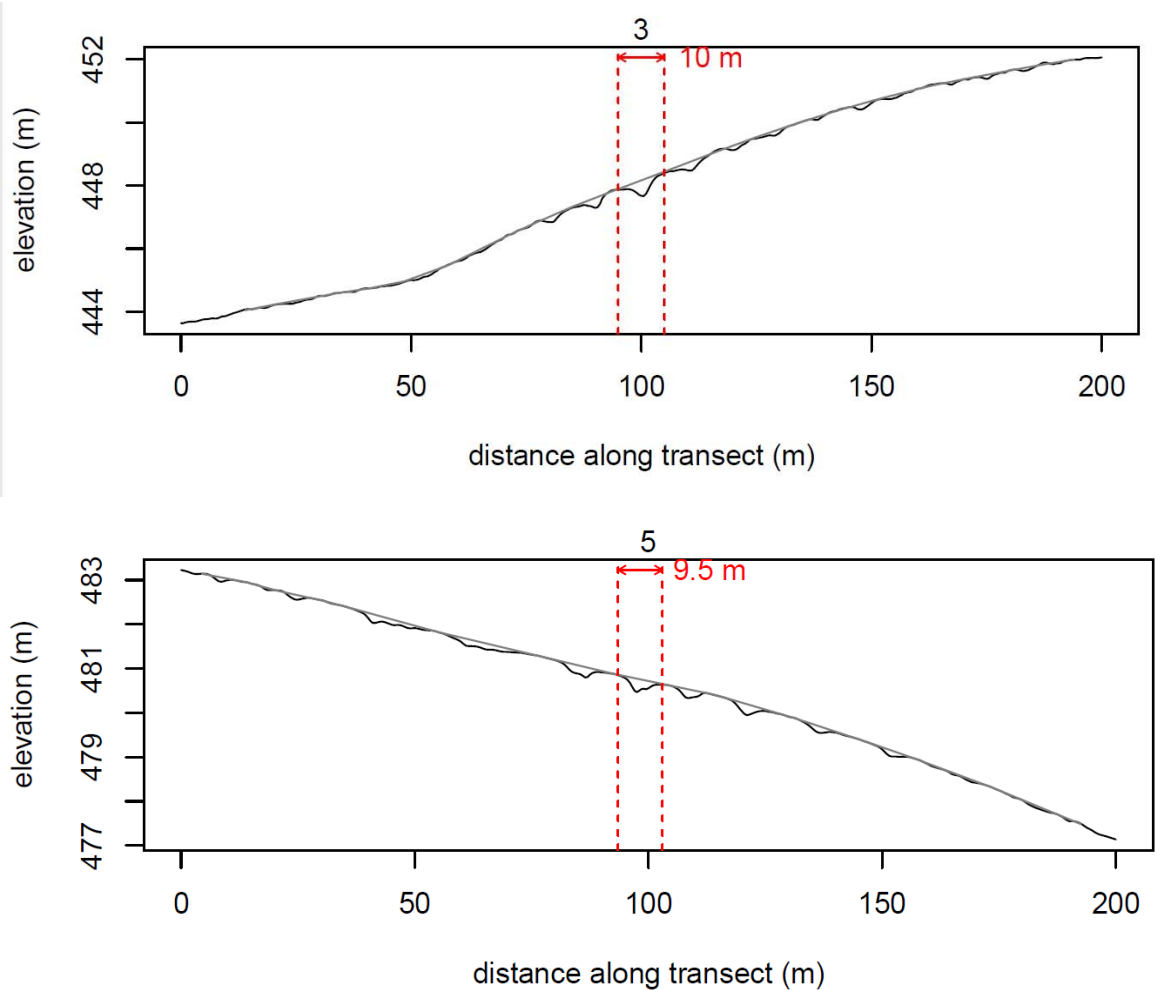 3
10 m
452
448
444
elevation (m)
0 50 100 150 200
distance along transect (m)
5
9.5 m
483
481
479
477
elevation (m)
0 50 100 150 200
distance along transect (m)